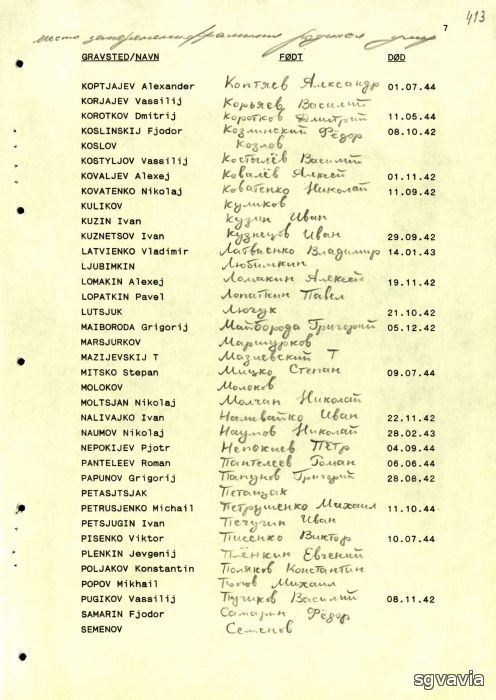 413
7
место захоронения/фамилия родился умер
GRAVSTED/NAVN FØDT DØD
KOPTJAJEV Alexander Коптяев Александр 01.07.44
KORJAJEV Vassilij Корьяев Василий
KOROTKOV Dmitrij Коротков Дмитрий 11.05.44
KOSLINSKIJ Fjodor Козлинский Фёдор 08.10.42
KOSLOV Козлов
KOSTYLJOV Vassilij Костылёв Василий
KOVALJEV Alexej Ковалёв Алексей 01.11.42
KOVATENKO Nikolaj Коватенко Николай 11.09.42
KULIKOV Куликов
KUZIN Ivan Кузин Иван
KUZNETSOV Ivan Кузнецов Иван 29.09.42
LATVIENKO Vladimir Латвиенко Владимир 14.01.43
LJUBIMKIN Любимкин
LOMAKIN Alexej Ломакин Алексей 19.11.42
LOPATKIN Pavel Лопаткин Павел
LUTSJUK Лючук 21.10.42
MAIBORODA Grigorij Майборода Григорий 05.12.42
MARSJURKOV Маршурков
MAZIJEVSKIJ T Мазиевский Т
MITSKO Stepan Мицко Степан 09.07.44
MOLOKOV Молоков
MOLTSJAN Nikolaj Молчан Николай
NALIVAJKO Ivan Наливайко Иван 22.11.42
NAUMOV Nikolaj Наумов Николай 28.02.43
NEPOKIJEV Pjotr Непокиев Пётр 04.09.44
PANTELEEV Roman Пантелеев Роман 06.06.44
PAPUNOV Grigorij Папунов Григорий 28.08.42
PETASJTSJAK Петащак
PETRUSJENKO Michail Петрушенко Михаил 11.10.44
PETSJUGIN Ivan Печугин Иван
PISENKO Viktor Писенко Виктор 10.07.44
PLENKIN Jevgenij Плёнкин Евгений
POLJAKOV Konstantin Поляков Константин
POPOV Mikhail Попов Михаил
PUGIKOV Vassilij Пугиков Василий 08.11.42
SAMARIN Fjodor Самарин Фёдор
SEMENOV Семенов
sgvavia